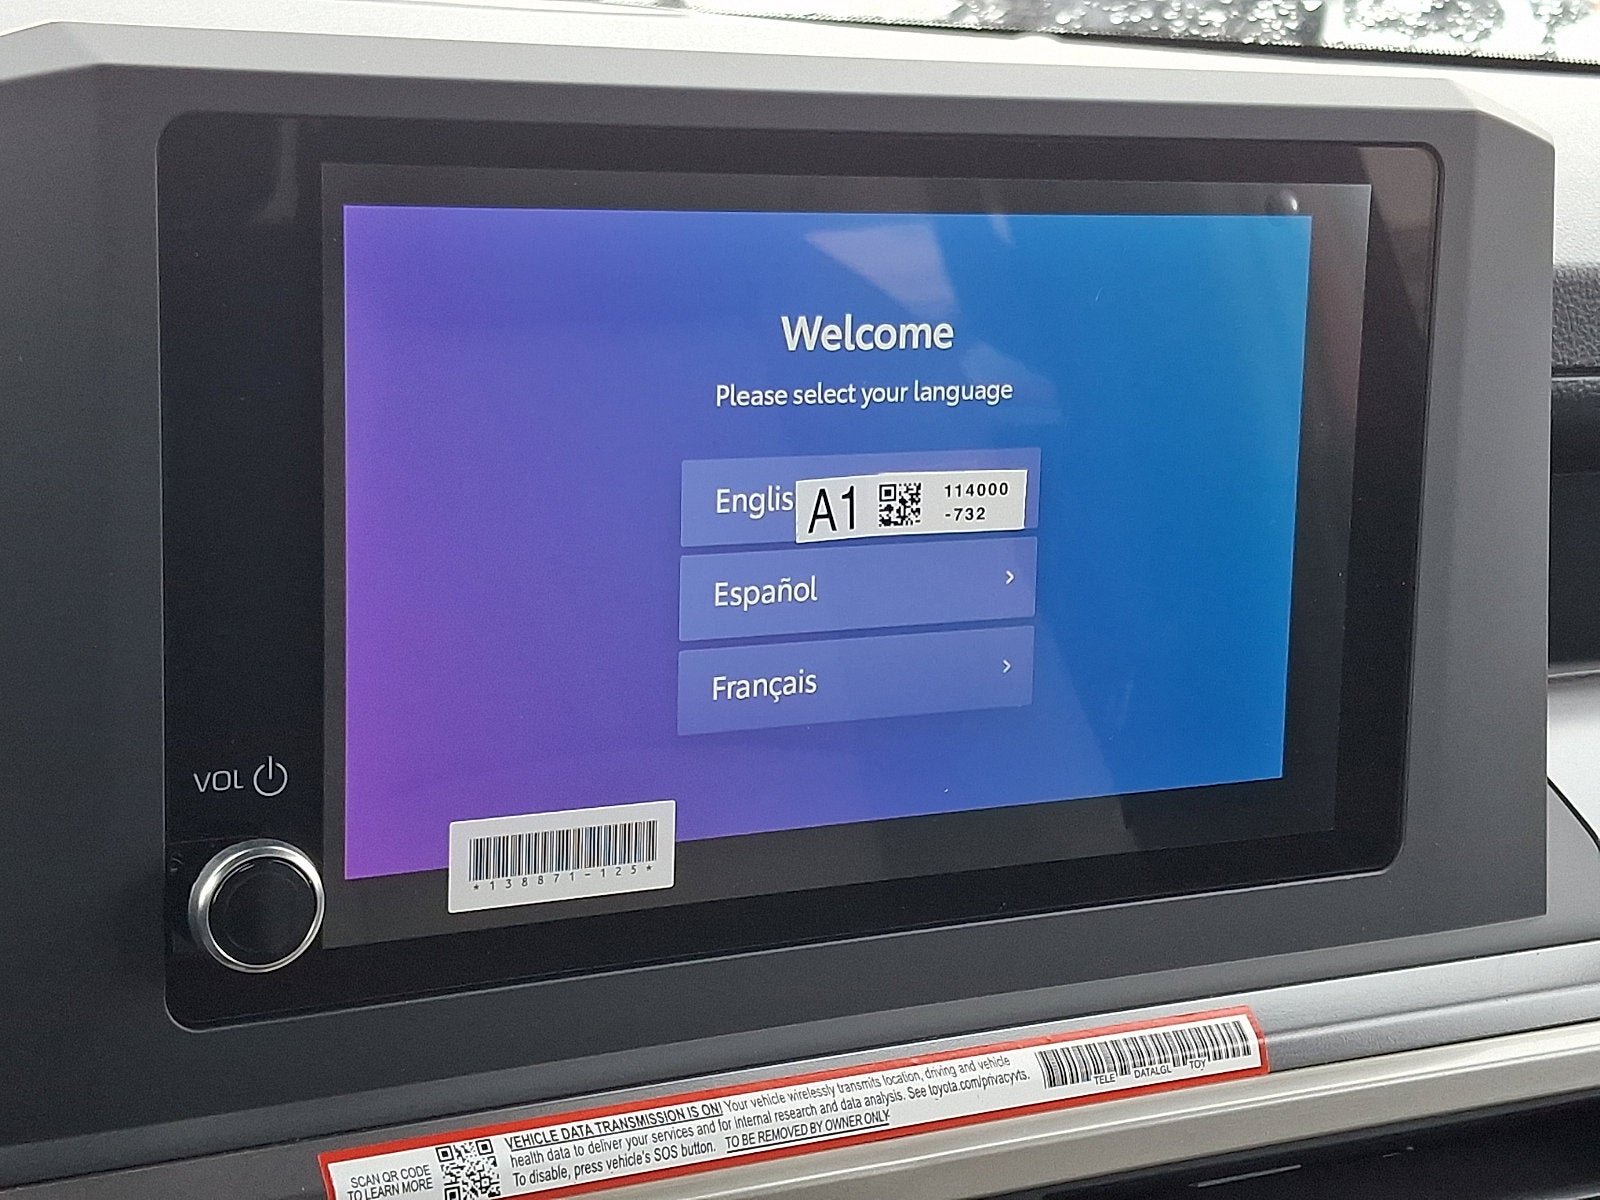 Welcome
Please select your language
Englis
A1
114000
-732
Español
Français
VOL
*138871-125*
SCAN QR CODE
TO LEARN MORE
VEHICLE DATA TRANSMISSION IS ON! Your vehicle wirelessly transmits location, driving and vehicle
health data to deliver your services and for internal research and data analysis. See toyota.com/privacyvts.
To disable, press vehicle's SOS button. TO BE REMOVED BY OWNER ONLY
TELE DATALGL TOY